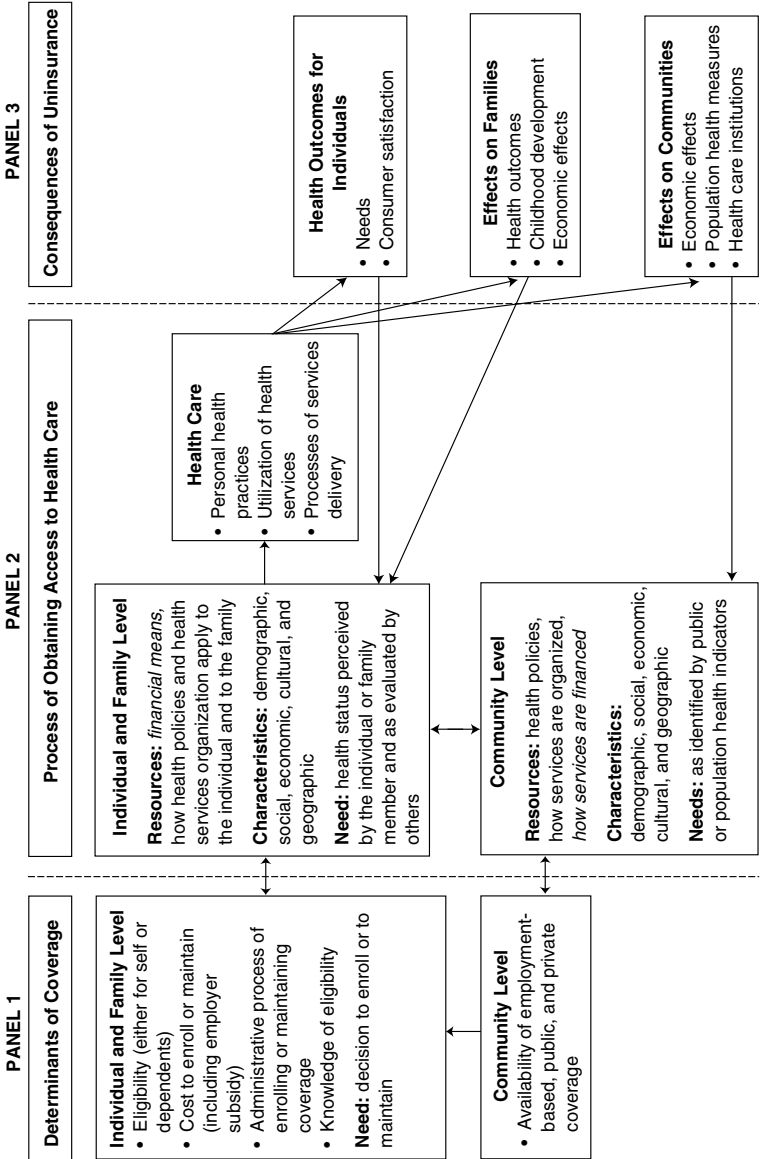 PANEL 1
Determinants of Coverage
Individual and Family Level
• Eligibility (either for self or
dependents)
• Cost to enroll or maintain
(including employer
subsidy)
• Administrative process of
enrolling or maintaining
coverage
• Knowledge of eligibility
Need: decision to enroll or to
maintain
Community Level
• Availability of employment-
based, public, and private
coverage
PANEL 2
Process of Obtaining Access to Health Care
Individual and Family Level
Resources: financial means,
how health policies and health
services organization apply to
the individual and to the family
Characteristics: demographic,
social, economic, cultural, and
geographic
Need: health status perceived
by the individual or family
member and as evaluated by
others
Community Level
Resources: health policies,
how services are organized,
how services are financed
Characteristics:
demographic, social, economic,
cultural, and geographic
Needs: as identified by public
or population health indicators
Health Care
• Personal health
practices
• Utilization of health
services
• Processes of services
delivery
PANEL 3
Consequences of Uninsurance
Health Outcomes for
Individuals
• Needs
• Consumer satisfaction
Effects on Families
• Health outcomes
• Childhood development
• Economic effects
Effects on Communities
• Economic effects
• Population health measures
• Health care institutions